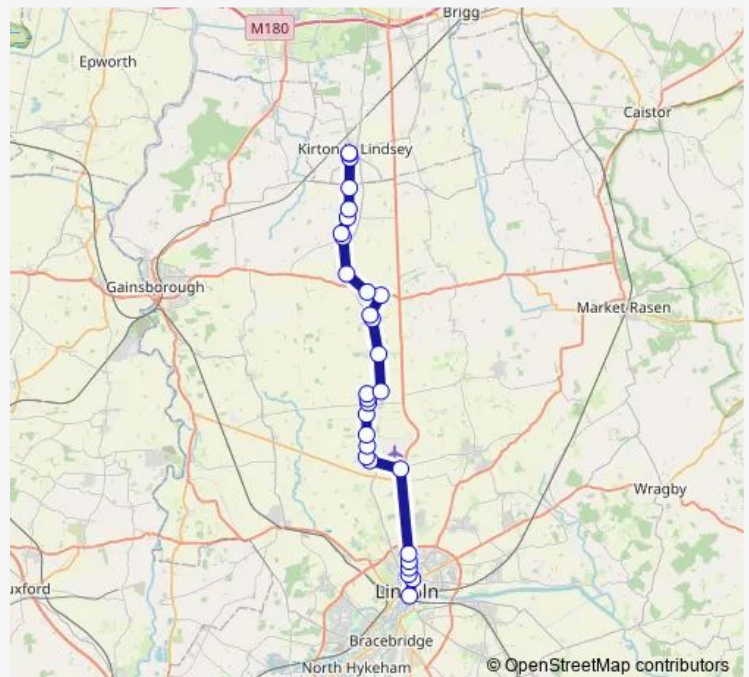 Brigg
M180
Epworth
Caistor
Kirton Lindsey
Gainsborough
Market Rasen
Wragby
uxford
Lincoln
Bracebridge
North Hykeham
© OpenStreetMap contributors